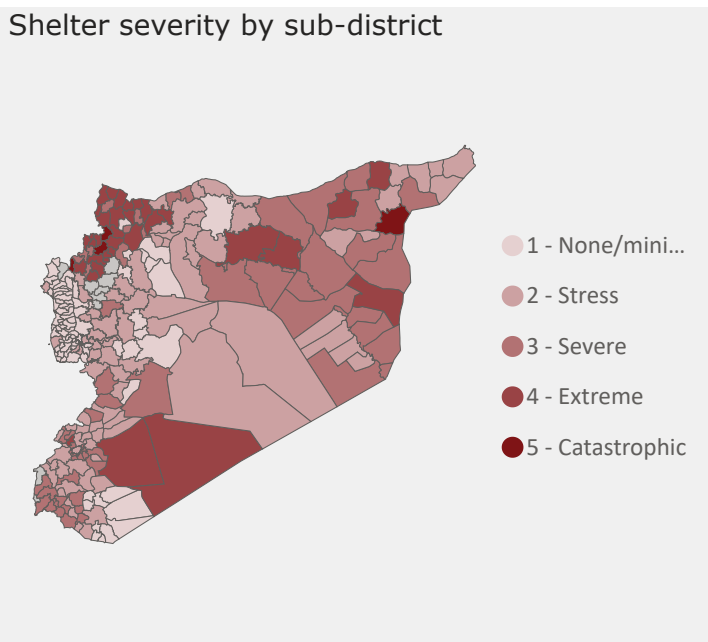 Shelter severity by sub-district
1 - None/mini...
2 - Stress
3 - Severe
4 - Extreme
5 - Catastrophic